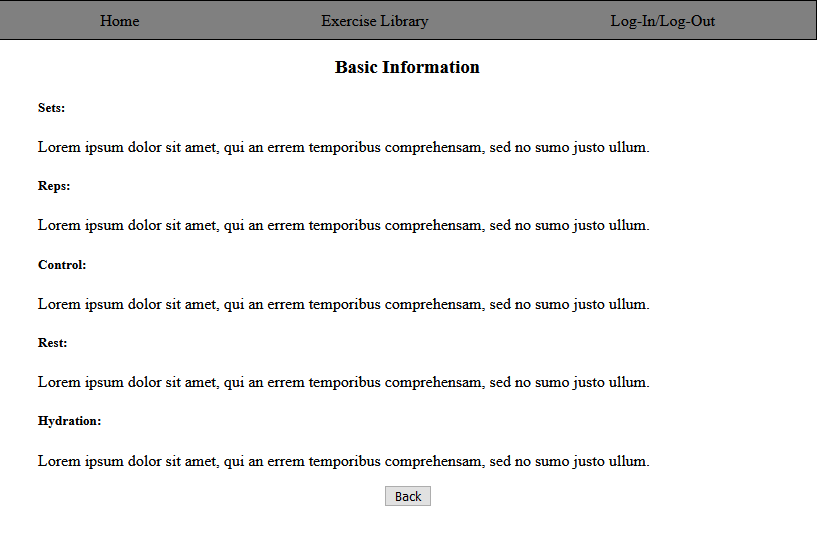 Home Exercise Library Log-In/Log-Out
Basic Information
Sets:
Lorem ipsum dolor sit amet, qui an errem temporibus comprehensam, sed no sumo justo ullum.
Reps:
Lorem ipsum dolor sit amet, qui an errem temporibus comprehensam, sed no sumo justo ullum.
Control:
Lorem ipsum dolor sit amet, qui an errem temporibus comprehensam, sed no sumo justo ullum.
Rest:
Lorem ipsum dolor sit amet, qui an errem temporibus comprehensam, sed no sumo justo ullum.
Hydration:
Lorem ipsum dolor sit amet, qui an errem temporibus comprehensam, sed no sumo justo ullum.
Back